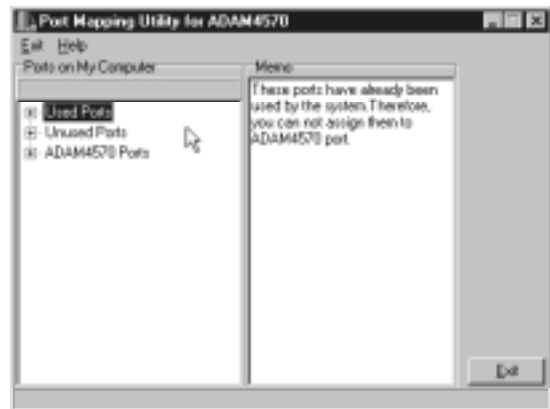 Port Mapping Utility for ADAM4570
Exit Help
Ports on My Computer
Memo
Used Ports
Unused Ports
ADAM4570 Ports
These ports have already been
used by the system.Therefore,
you can not assign them to
ADAM4570 port.
Exit